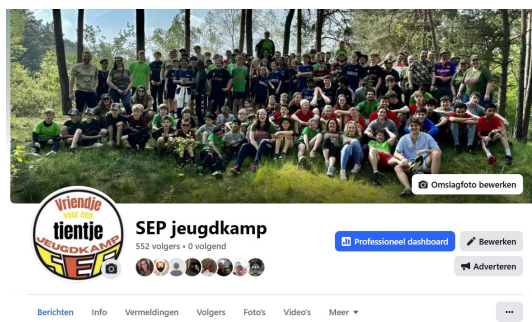 Omslagfoto bewerken
Vriendje
voor een
tientje
JEUGDKAMP
SEP
SEP jeugdkamp
552 volgers • 0 volgend
Professioneel dashboard
Bewerken
Adverteren
Berichten Info Vermeldingen Volgers Foto's Video's Meer